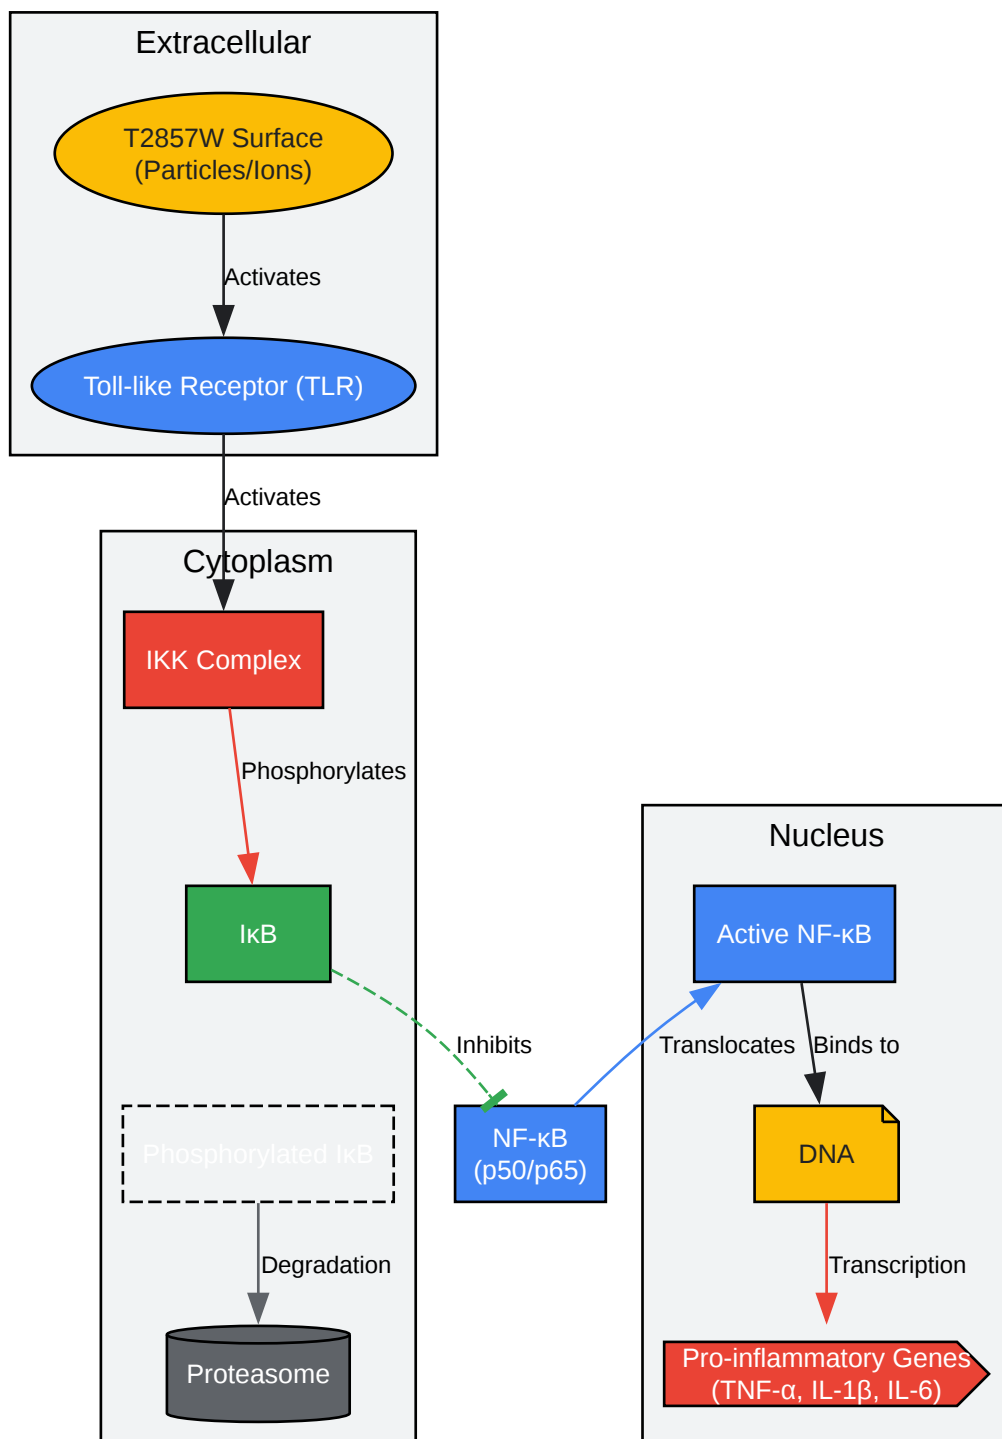 Extracellular
T2857W Surface
(Particles/Ions)
Activates
Toll-like Receptor (TLR)
Activates
Cytoplasm
IKK Complex
Phosphorylates
IκB
Inhibits
Phosphorylated IκB
NF-κB
(p50/p65)
Degradation
Proteasome
Nucleus
Active NF-κB
Translocates
Binds to
DNA
Transcription
Pro-inflammatory Genes
(TNF-α, IL-1β, IL-6)